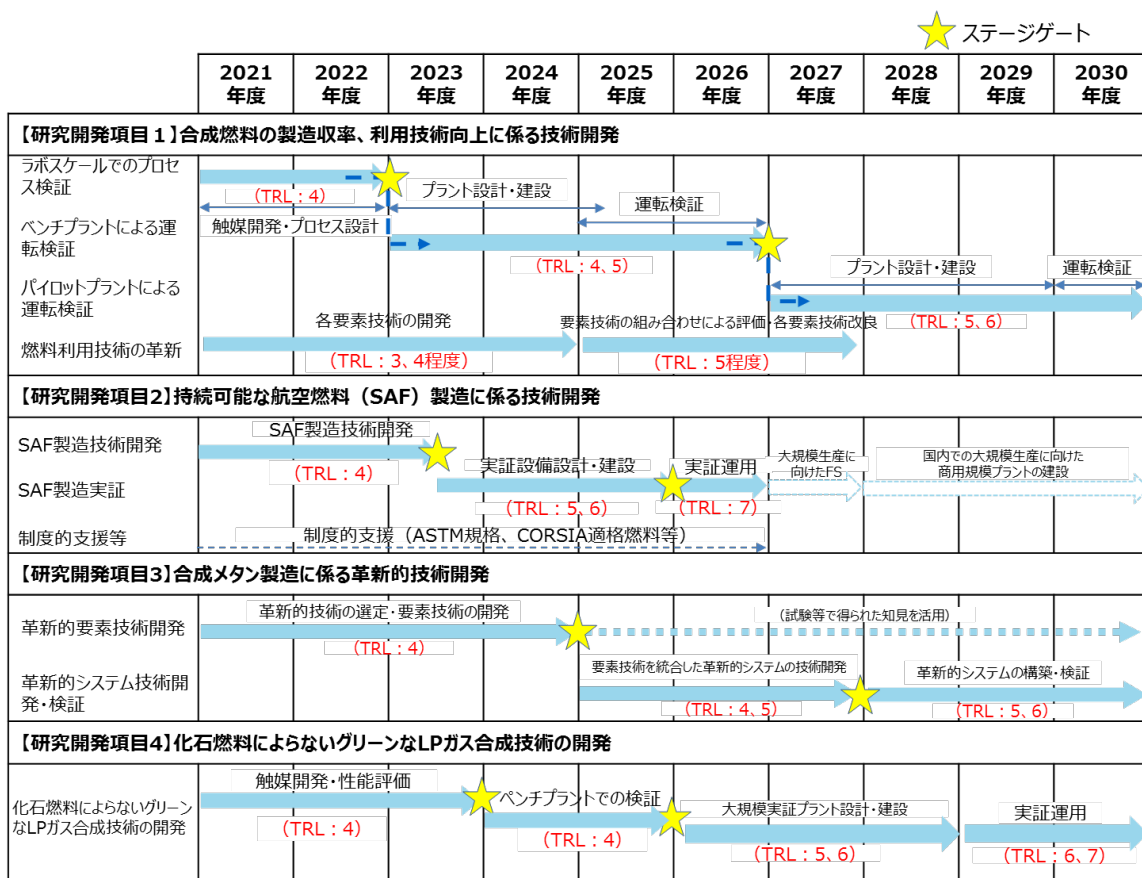 ステージゲート
2021
年度
2022
年度
2023
年度
2024
年度
2025
年度
2026
年度
2027
年度
2028
年度
2029
年度
2030
年度
【研究開発項目1】合成燃料の製造収率、利用技術向上に係る技術開発
ラボスケールでのプロセ
ス検証
(TRL:4)
プラント設計・建設
触媒開発・プロセス設計
運転検証
ベンチプラントによる運
転検証
(TRL:4、5)
プラント設計・建設
運転検証
パイロットプラントによる
運転検証
(TRL:5、6)
各要素技術の開発
要素技術の組み合わせによる評価・各要素技術改良
燃料利用技術の革新
(TRL:3、4程度)
(TRL:5程度)
【研究開発項目2】持続可能な航空燃料(SAF)製造に係る技術開発
SAF製造技術開発
SAF製造技術開発
(TRL:4)
実証設備設計・建設
実証運用
大規模生産に
向けたFS
国内での大規模生産に向けた
商用規模プラントの建設
SAF製造実証
(TRL:5、6)
(TRL:7)
制度的支援等
制度的支援(ASTM規格、CORSIA適格燃料等)
【研究開発項目3】合成メタン製造に係る革新的技術開発
革新的技術の選定・要素技術の開発
(試験等で得られた知見を活用)
革新的要素技術開発
(TRL:4)
要素技術を統合した革新的システムの技術開発
革新的システムの構築・検証
革新的システム技術開
発・検証
(TRL:4、5)
(TRL:5、6)
【研究開発項目4】化石燃料によらないグリーンなLPガス合成技術の開発
触媒開発・性能評価
ベンチプラントでの検証
大規模実証プラント設計・建設
実証運用
化石燃料によらないグリーン
なLPガス合成技術の開発
(TRL:4)
(TRL:4)
(TRL:5、6)
(TRL:6、7)